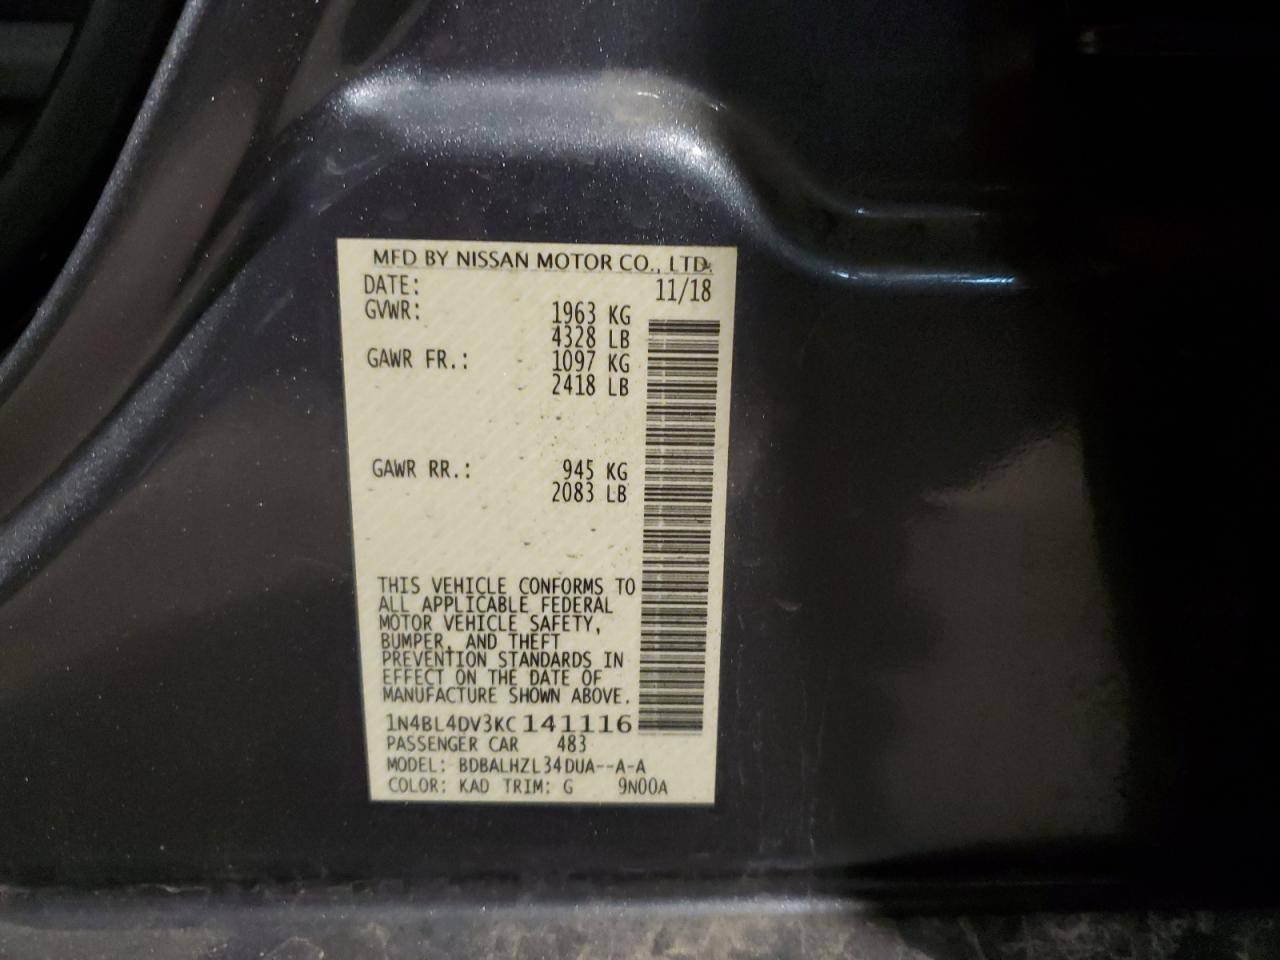 MFD BY NISSAN MOTOR CO., LTD.
DATE: 11/18
GVWR: 1963 KG
4328 LB
GAWR FR.: 1097 KG
2418 LB
GAWR RR.: 945 KG
2083 LB
THIS VEHICLE CONFORMS TO
ALL APPLICABLE FEDERAL
MOTOR VEHICLE SAFETY,
BUMPER, AND THEFT
PREVENTION STANDARDS IN
EFFECT ON THE DATE OF
MANUFACTURE SHOWN ABOVE.
1N4BL4DV3KC141116
PASSENGER CAR 483
MODEL: BDBALHZL34DUA--A-A
COLOR: KAD TRIM: G 9N00A